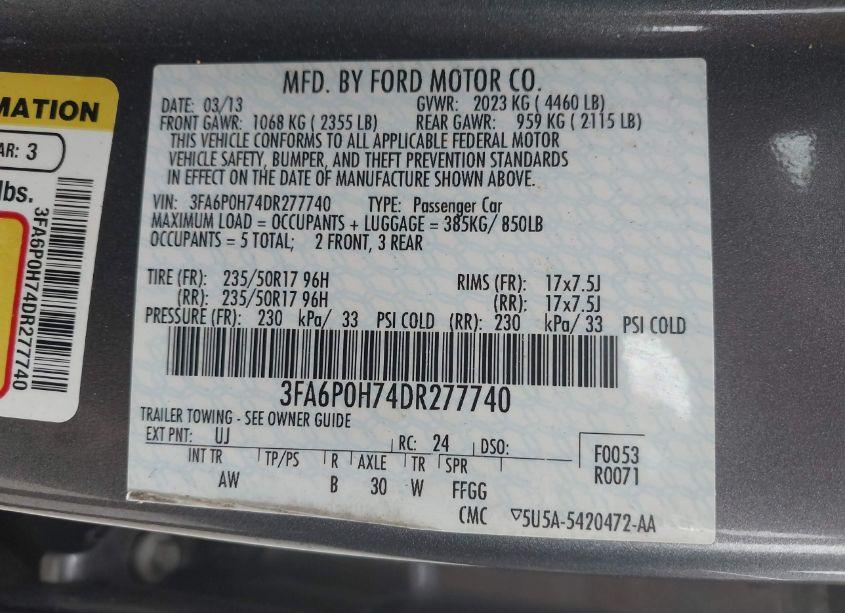 MATION
AR: 3
lbs.
3FA6P0H74DR277740
MFD. BY FORD MOTOR CO.
DATE: 03/13 GVWR: 2023 KG ( 4460 LB)
FRONT GAWR: 1068 KG ( 2355 LB) REAR GAWR: 959 KG ( 2115 LB)
THIS VEHICLE CONFORMS TO ALL APPLICABLE FEDERAL MOTOR
VEHICLE SAFETY, BUMPER, AND THEFT PREVENTION STANDARDS
IN EFFECT ON THE DATE OF MANUFACTURE SHOWN ABOVE.
VIN: 3FA6P0H74DR277740 TYPE: Passenger Car
MAXIMUM LOAD = OCCUPANTS + LUGGAGE = 385KG/ 850LB
OCCUPANTS = 5 TOTAL; 2 FRONT, 3 REAR
TIRE (FR): 235/50R17 96H RIMS (FR): 17x7.5J
(RR): 235/50R17 96H (RR): 17x7.5J
PRESSURE (FR): 230 kPa/ 33 PSI COLD (RR): 230 kPa/ 33 PSI COLD
3FA6P0H74DR277740
TRAILER TOWING - SEE OWNER GUIDE
EXT PNT: UJ RC: 24 DSO: F0053
INT TR TP/PS R AXLE TR SPR R0071
AW B 30 W FFGG
CMC ▽5U5A-5420472-AA